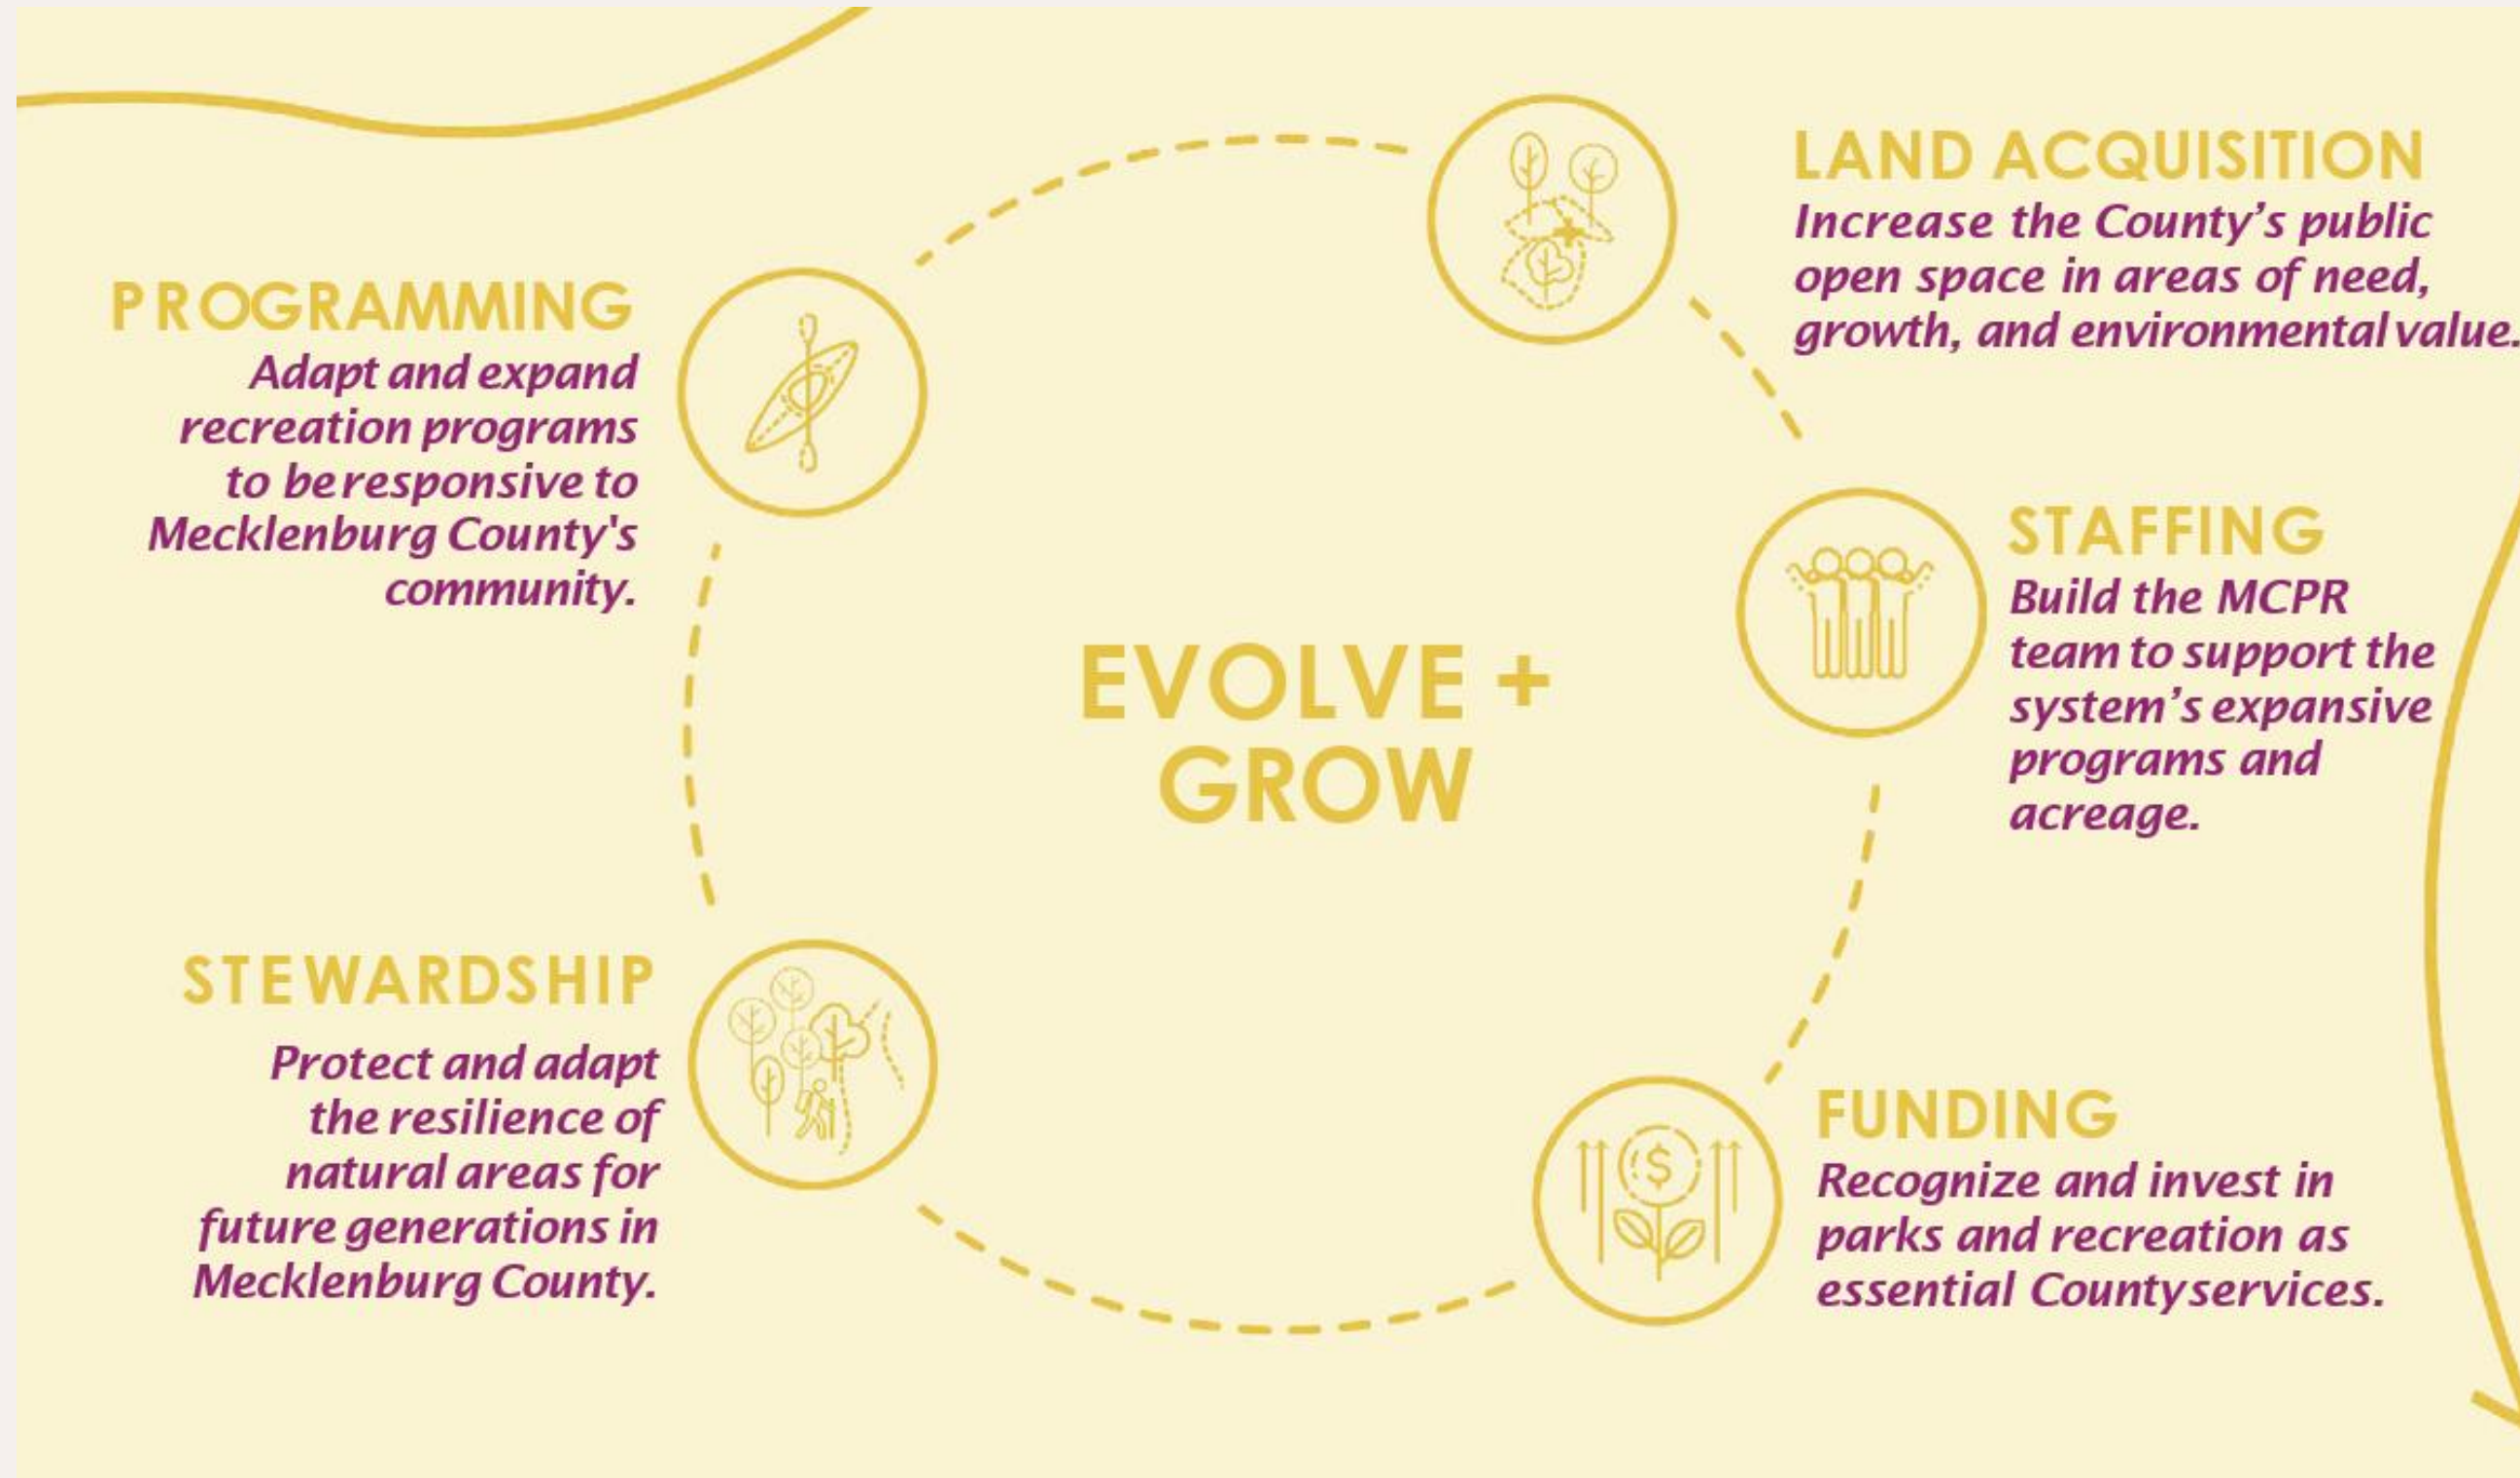 LAND ACQUISITION
Increase the County's public
open space in areas of need,
growth, and environmental value.
PROGRAMMING
Adapt and expand
recreation programs
to be responsive to
Mecklenburg County's
community.
STAFFING
Build the MCPR
team to support the
system's expansive
programs and
acreage.
EVOLVE +
GROW
STEWARDSHIP
Protect and adapt
the resilience of
natural areas for
future generations in
Mecklenburg County.
FUNDING
Recognize and invest in
parks and recreation as
essential County services.
$